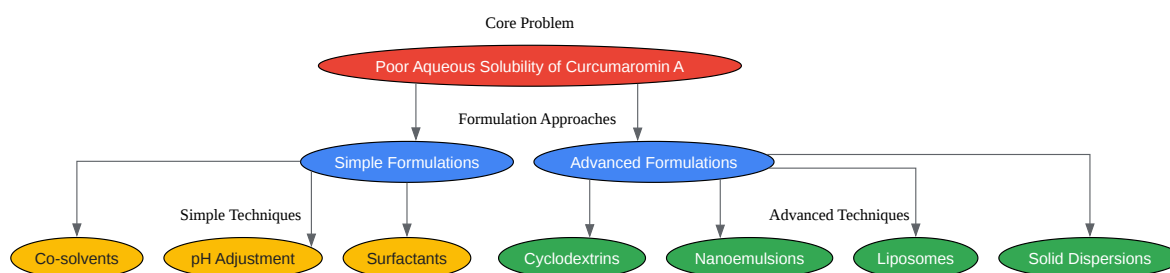 Core Problem
Poor Aqueous Solubility of Curcumaromin A
Formulation Approaches
Simple Formulations
Advanced Formulations
Simple Techniques
Advanced Techniques
Co-solvents
pH Adjustment
Surfactants
Cyclodextrins
Nanoemulsions
Liposomes
Solid Dispersions